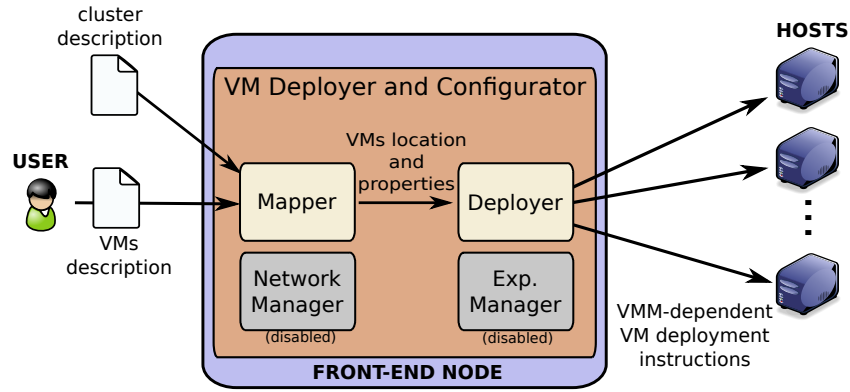 cluster
description
HOSTS
VM Deployer and Configurator
VMs location
and
properties
USER
Mapper
Deployer
VMs
description
Network
Manager
(disabled)
Exp.
Manager
(disabled)
VMM-dependent
VM deployment
instructions
FRONT-END NODE